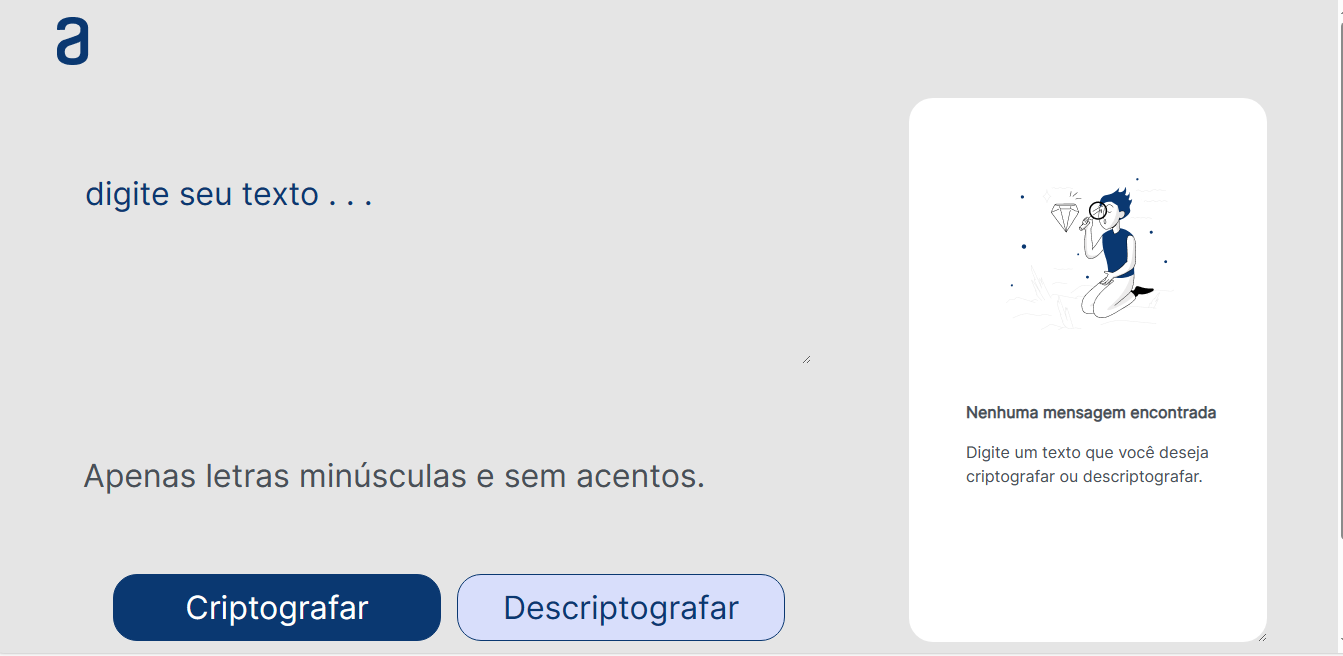 a
digite seu texto . . .
Apenas letras minúsculas e sem acentos.
Criptografar
Descriptografar
Nenhuma mensagem encontrada
Digite um texto que você deseja
criptografar ou descriptografar.